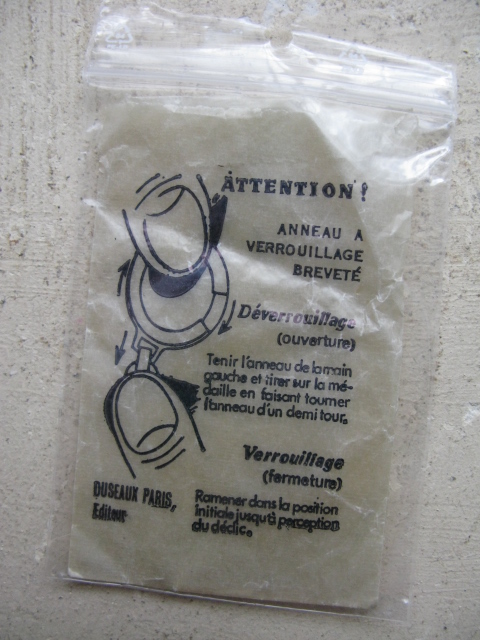 ATTENTION !
ANNEAU A
VERROUILLAGE
BREVETÉ
Déverrouillage
(ouverture)
Tenir l'anneau de la main
gauche et tirer sur la mé-
daille en faisant tourner
l'anneau d'un demi tour.
Verrouillage
(fermeture)
Ramener dans la position
initiale jusqu'à perception
du déclic.
DUSEAUX PARIS,
Editeur